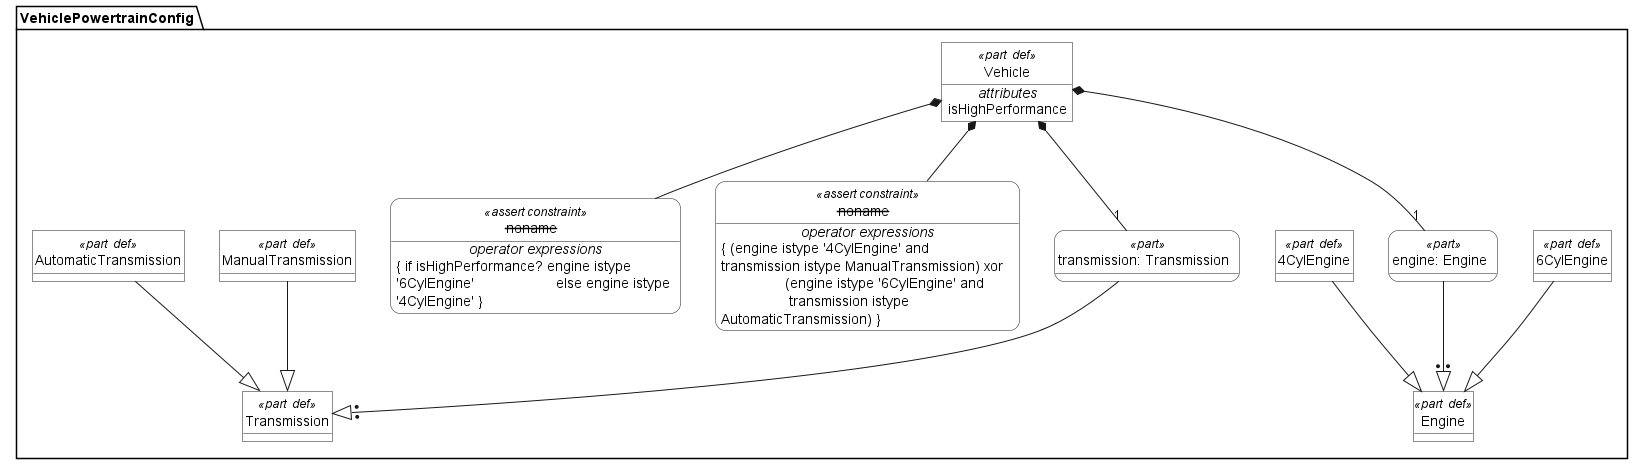 VehiclePowertrainConfig
«part def»
Vehicle
attributes
isHighPerformance
«assert constraint»
noname
operator expressions
{ if isHighPerformance? engine istype
'6CylEngine' else engine istype
'4CylEngine' }
«assert constraint»
noname
operator expressions
{ (engine istype '4CylEngine' and
transmission istype ManualTransmission) xor
(engine istype '6CylEngine' and
transmission istype
AutomaticTransmission) }
1
1
«part def»
AutomaticTransmission
«part def»
ManualTransmission
«part»
transmission: Transmission
«part def»
4CylEngine
«part»
engine: Engine
«part def»
6CylEngine
«part def»
Transmission
«part def»
Engine